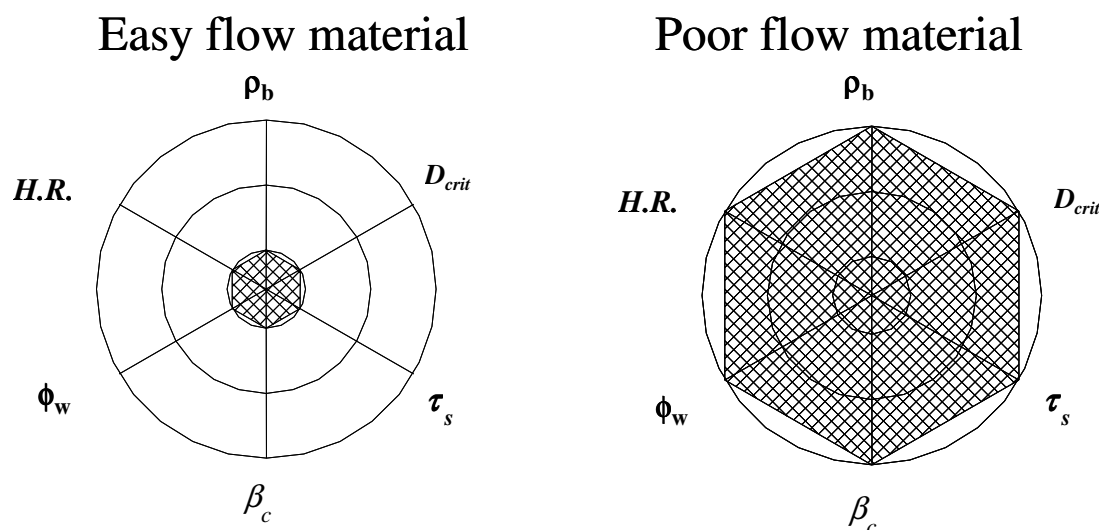 Easy flow material
ρb
H.R.
Dcrit
ϕw
τs
βc
Poor flow material
ρb
H.R.
Dcrit
ϕw
τs
βc